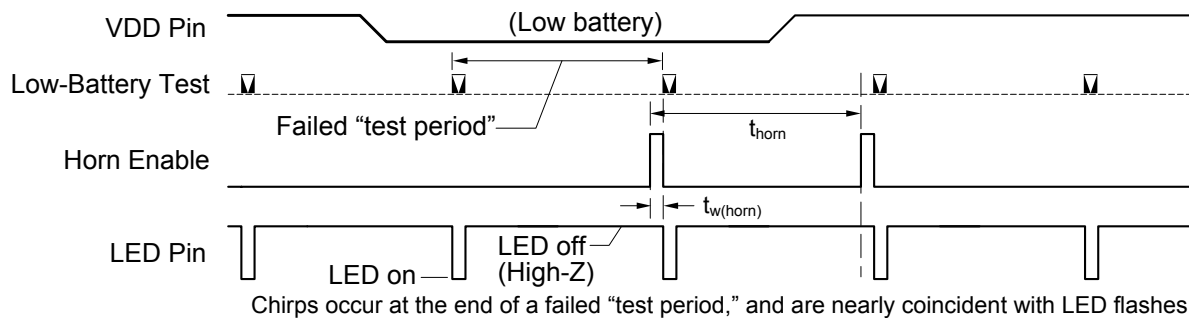 VDD Pin
(Low battery)
Low-Battery Test
Failed “test period”
thorn
Horn Enable
tw(horn)
LED Pin
LED off
(High-Z)
LED on
Chirps occur at the end of a failed “test period,” and are nearly coincident with LED flashes